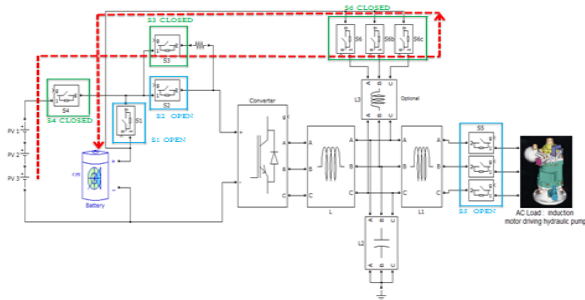 S6 CLOSED
S3 CLOSED
S6
S6b
S6c
S3
S4
S4 CLOSED
S2
S2 OPEN
S1
S1 OPEN
L3
Optional
A B C
A B C
Converter
g
+
-
A
B
C
PV 1
PV 2
PV 3
Battery
A
B
C
A
B
C
L
A
B
C
A
B
C
L1
S5
S5 OPEN
AC Load : induction
motor driving hydraulic pump
A B C
L2
A B C